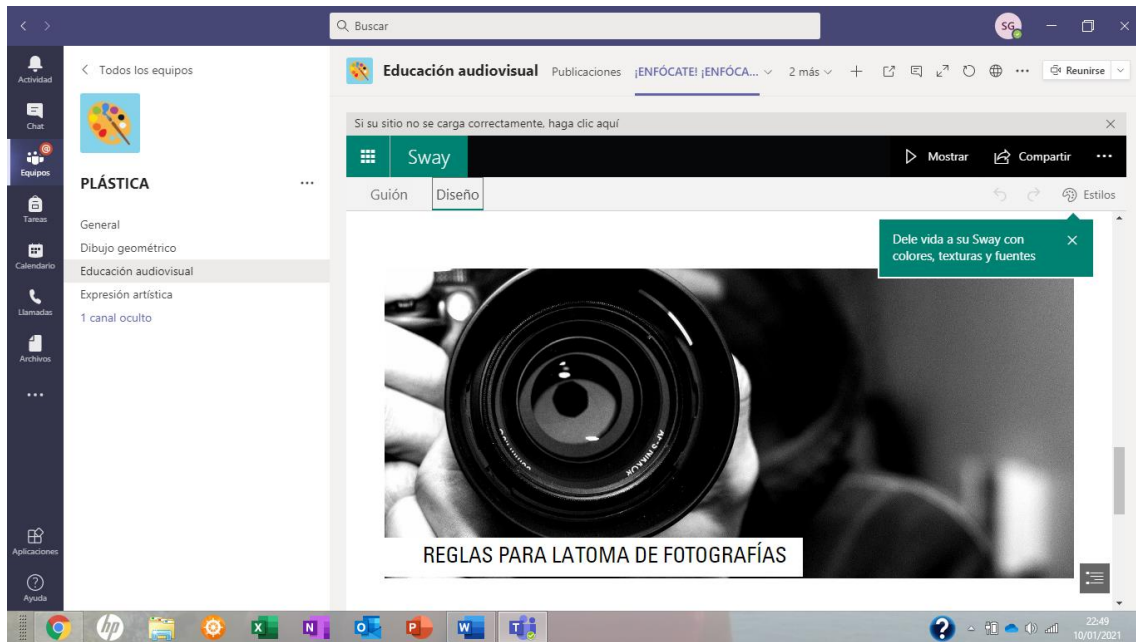 Buscar
SG
Actividad
Chat
Equipos
Tareas
Calendario
Llamadas
Archivos
Aplicaciones
Ayuda
Todos los equipos
PLÁSTICA
General
Dibujo geométrico
Educación audiovisual
Expresión artística
1 canal oculto
Educación audiovisual Publicaciones ¡ENFÓCATE! ¡ENFÓCA... 2 más Reunirse
Si su sitio no se carga correctamente, haga clic aquí
Sway Mostrar Compartir
Guión Diseño Estilos
Dele vida a su Sway con
colores, texturas y fuentes
AF-S NIKKOR
REGLAS PARA LATOMA DE FOTOGRAFÍAS
22:49
10/01/2021